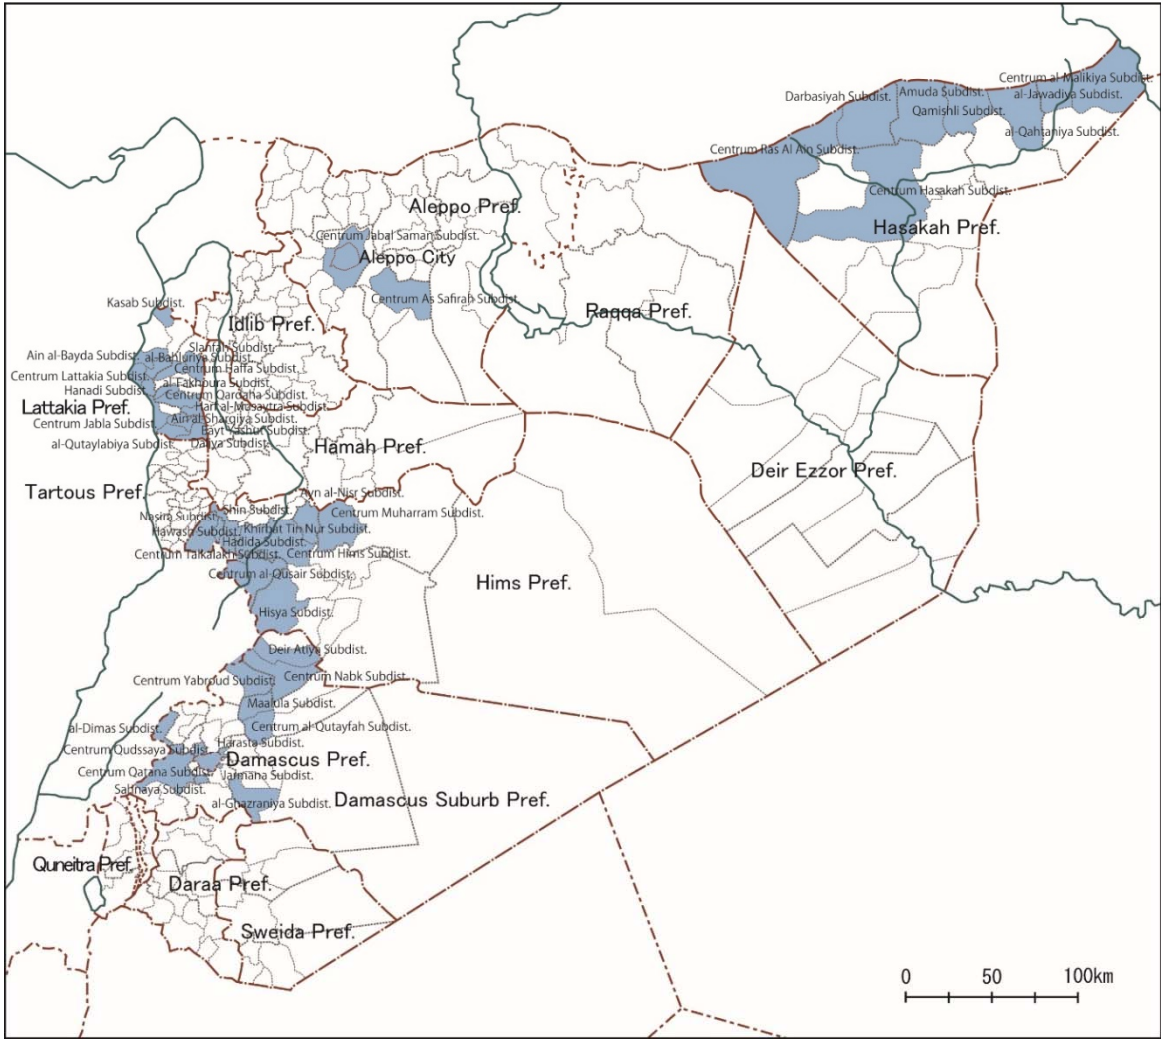 Centrum al-Malikiya Subdist.
Darbasiyah Subdist.
Amuda Subdist.
al-Jawadiya Subdist.
Qamishli Subdist.
al-Qahtaniya Subdist.
Centrum Ras Al Ain Subdist.
Centrum Hasakah Subdist.
Hasakah Pref.
Aleppo Pref.
Centrum Jabal Saman Subdist.
Aleppo City
Centrum As Safirah Subdist.
Raqqa Pref.
Kasab Subdist.
Idlib Pref.
Slanfah Subdist.
Ain al-Bayda Subdist.
al-Bahluriya Subdist.
Centrum Haffa Subdist.
Centrum Lattakia Subdist.
al-Fakhoura Subdist.
Hanadi Subdist.
Centrum Qardaha Subdist.
Lattakia Pref.
Harf al-Musaytra Subdist.
Centrum Jabla Subdist.
Ain al Sharqiya Subdist.
Bayt Yashut Subdist.
al-Qutaylabiya Subdist.
Daliya Subdist.
Hamah Pref.
Deir Ezzor Pref.
Tartous Pref.
Ayn al-Nisr Subdist.
Nasira Subdist.
Shin Subdist.
Centrum Muharram Subdist.
Hawash Subdist.
Khirbat Tin Nur Subdist.
Hadida Subdist.
Centrum Talkalakh Subdist.
Centrum Hims Subdist.
Centrum al-Qusair Subdist.
Hims Pref.
Hisya Subdist.
Deir Atiya Subdist.
Centrum Yabroud Subdist.
Centrum Nabk Subdist.
Maalula Subdist.
al-Dimas Subdist.
Centrum al-Qutayfah Subdist.
Centrum Qudssaya Subdist.
Harasta Subdist.
Damascus Pref.
Centrum Qatana Subdist.
Jarmana Subdist.
Sahnaya Subdist.
al-Ghazraniya Subdist.
Damascus Suburb Pref.
Quneitra Pref.
Daraa Pref.
Sweida Pref.
0 50 100km